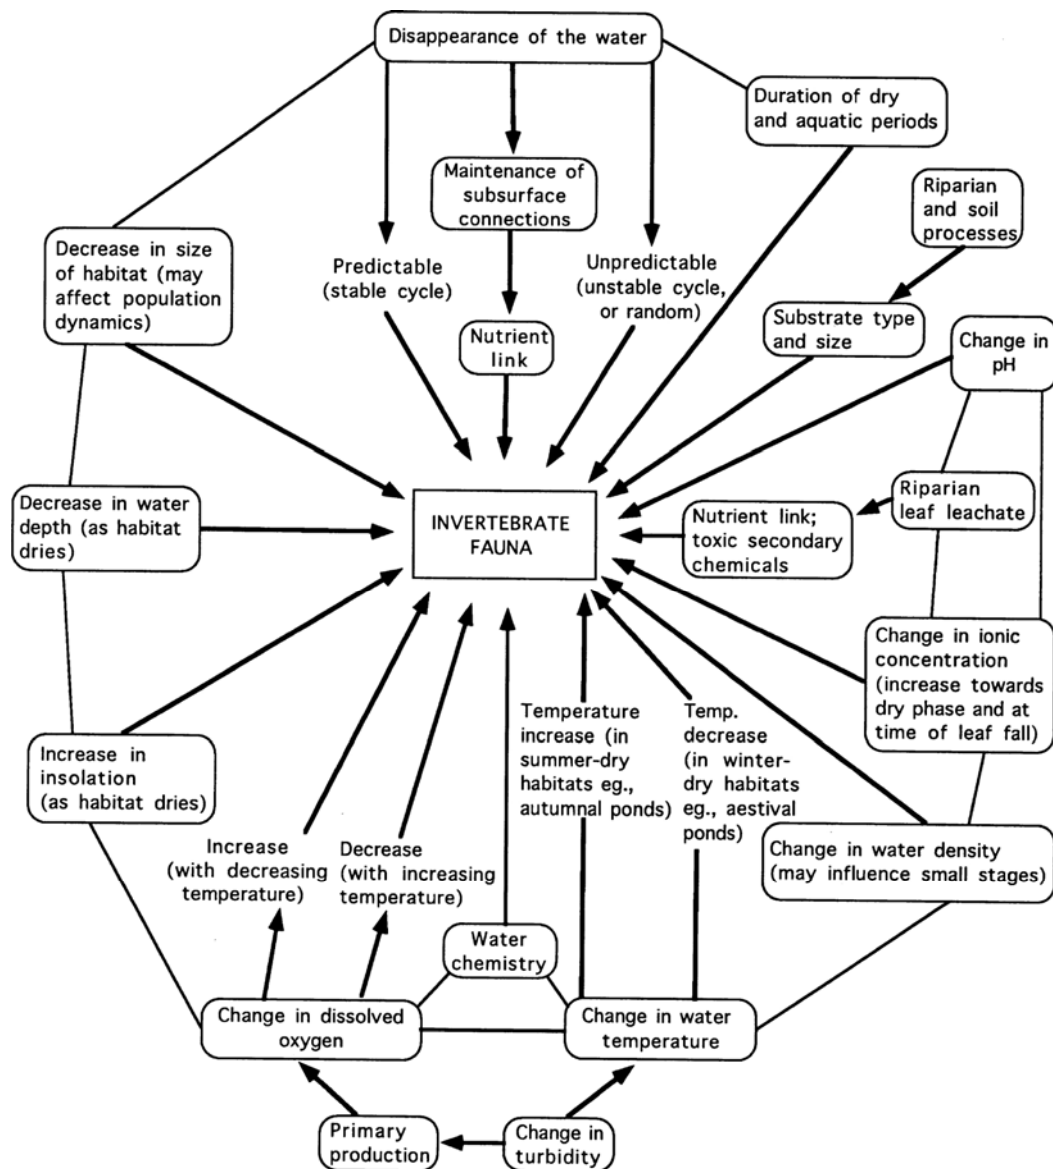 Disappearance of the water
Duration of dry
and aquatic periods
Maintenance of
subsurface
connections
Riparian
and soil
processes
Decrease in size
of habitat (may
affect population
dynamics)
Predictable
(stable cycle)
Unpredictable
(unstable cycle,
or random)
Nutrient
link
Substrate type
and size
Change in
pH
Decrease in water
depth (as habitat
dries)
INVERTEBRATE
FAUNA
Nutrient link;
toxic secondary
chemicals
Riparian
leaf leachate
Change in ionic
concentration
(increase towards
dry phase and at
time of leaf fall)
Increase in
insolation
(as habitat dries)
Temperature
increase (in
summer-dry
habitats eg.,
autumnal ponds)
Temp.
decrease
(in winter-
dry habitats
eg., aestival
ponds)
Increase
(with decreasing
temperature)
Decrease
(with increasing
temperature)
Change in water density
(may influence small stages)
Water
chemistry
Change in dissolved
oxygen
Change in water
temperature
Primary
production
Change in
turbidity